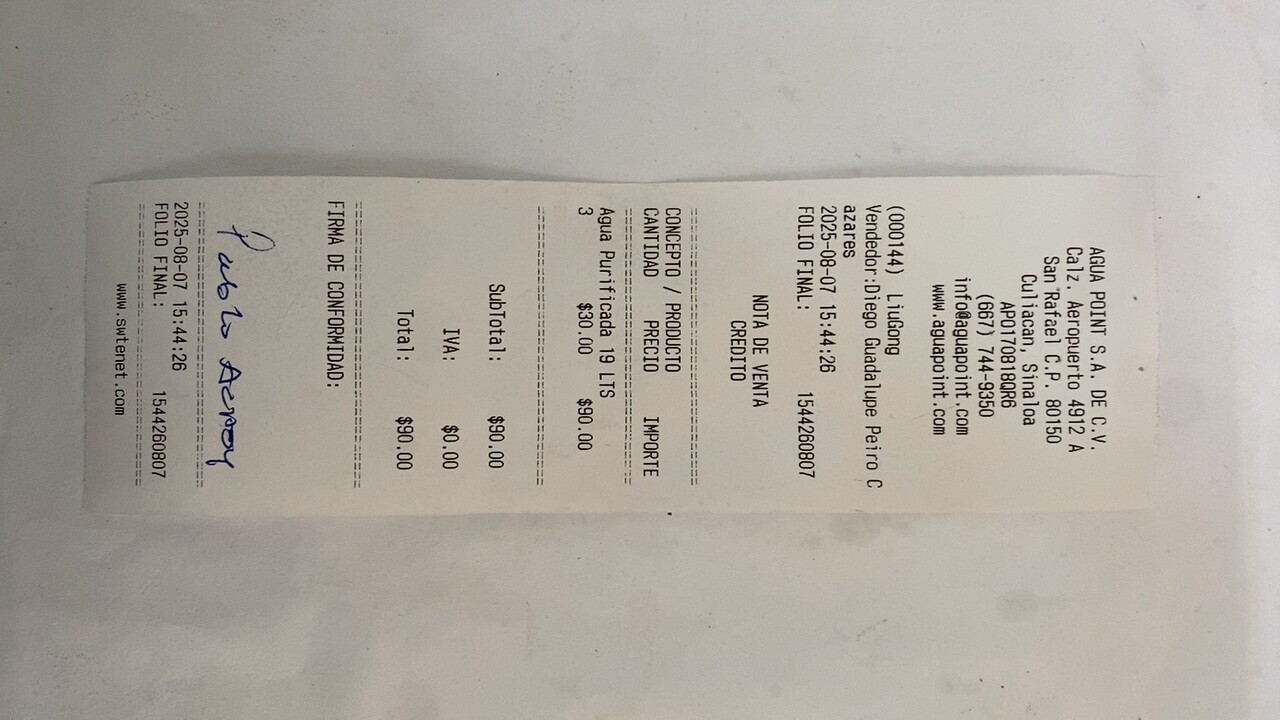 AGUA POINT S.A. DE C.V.
Calz. Aeropuerto 4912 A
San Rafael C.P. 80150
Culiacan, Sinaloa
APO170818QR6
(667) 744-9350
info@aguapoint.com
www.aguapoint.com
(000144) LiuGong
Vendedor:Diego Guadalupe Peiro C
azares
2025-08-07 15:44:26
FOLIO FINAL: 1544260807
NOTA DE VENTA
CREDITO
CONCEPTO / PRODUCTO
CANTIDAD PRECIO IMPORTE
Agua Purificada 19 LTS
3 $30.00 $90.00
SubTotal: $90.00
IVA: $0.00
Total: $90.00
FIRMA DE CONFORMIDAD:
Pablo
2025-08-07 15:44:26
FOLIO FINAL: 1544260807
www.swtenet.com